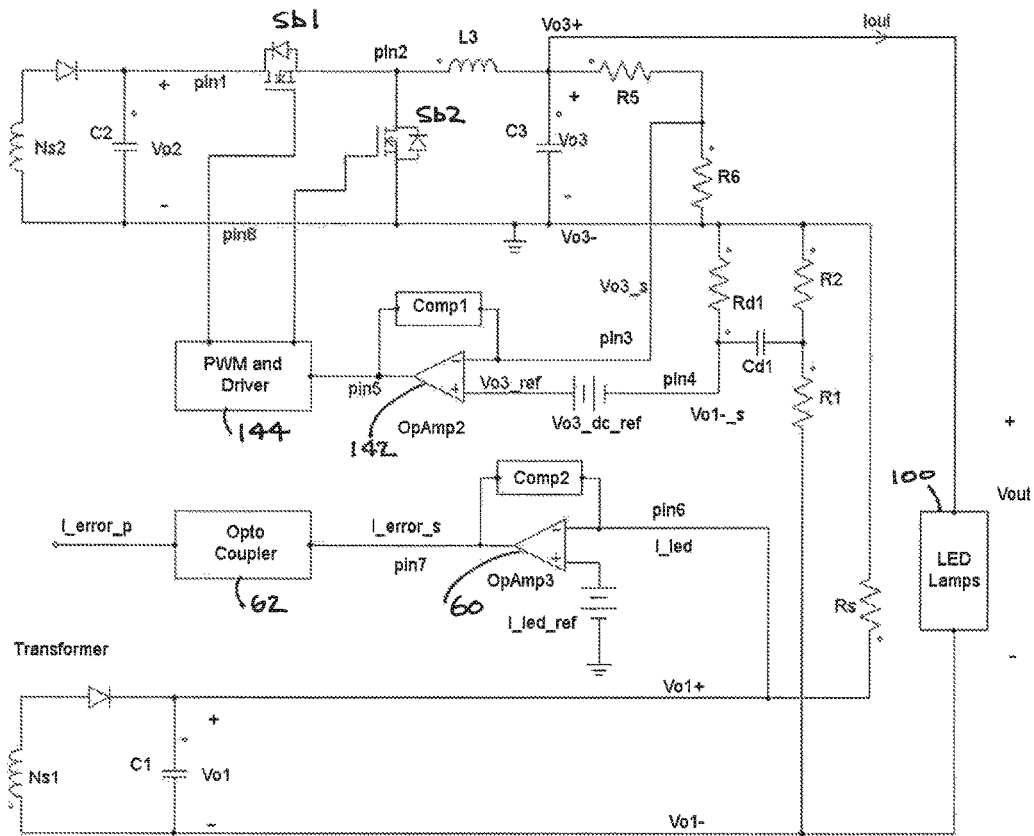 Sb1
Vo3+
Iout
pin1
pin2
L3
R5
Sb2
Ns2
C2
+
Vo2
-
C3
+
Vo3
-
R6
pin8
Vo3-
Vo3_s
Rd1
R2
Comp1
pin3
Cd1
PWM and
Driver
pin5
Vo3_ref
pin4
R1
OpAmp2
Vo3_dc_ref
Vo1-_s
144
142
+
Comp2
100
Vout
I_error_p
Opto
Coupler
I_error_s
pin6
I_led
LED
Lamps
pin7
OpAmp3
62
60
I_led_ref
Rs
-
Transformer
Vo1+
+
Ns1
C1
Vo1
-
Vo1-